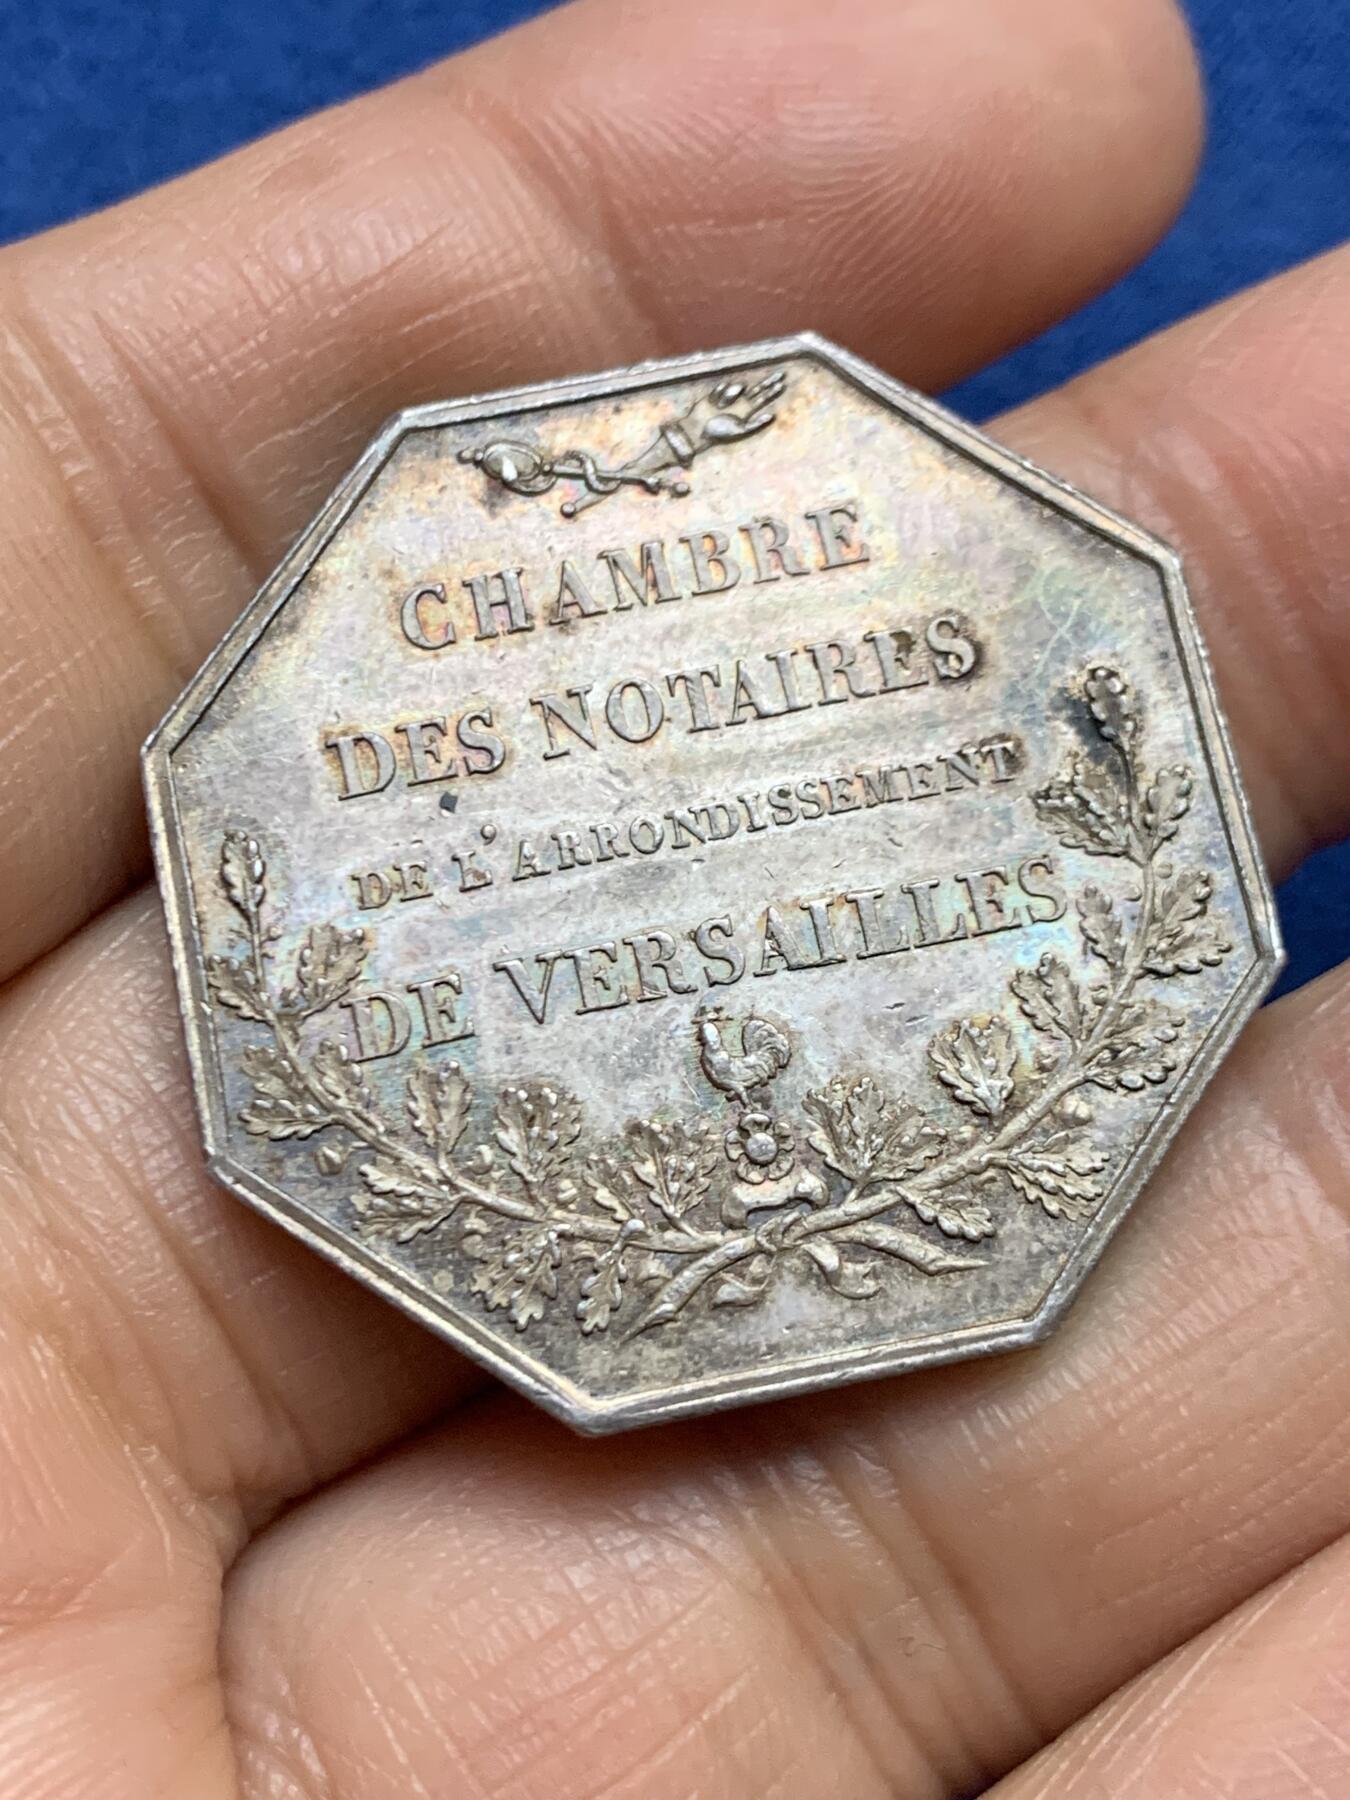 CHAMBRE
DES NOTAIRES
DE L'ARRONDISSEMENT
DE VERSAILLES